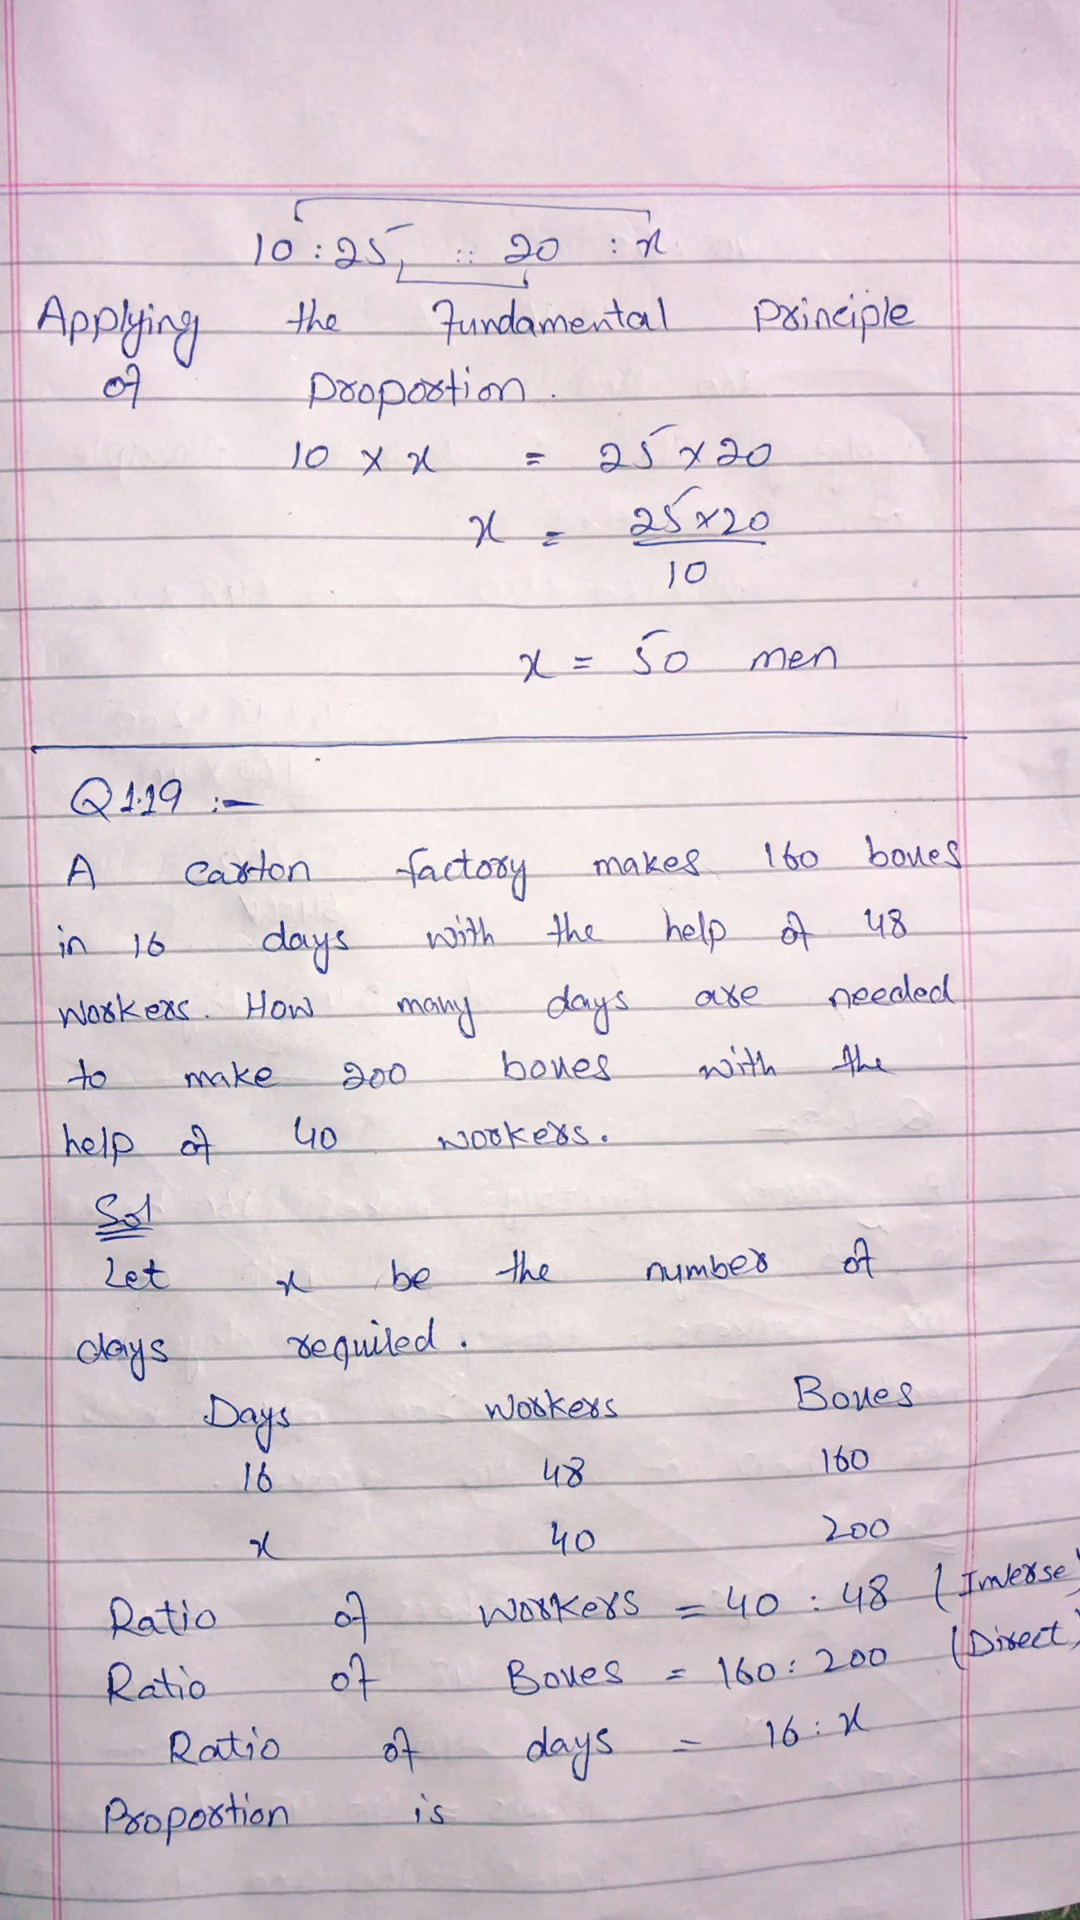 10 : 25 :: 20 : x
Applying the Fundamental Principle
of Proportion.
10 × x = 25 × 20
x = 25×20
10
x = 50 men
Q 1.19 :-
A carton factory makes 160 boxes
in 16 days with the help of 48
workers. How many days are needed
to make 200 boxes with the
help of 40 workers.
Sol
Let x be the number of
days required.
Days Workers Boxes
16 48 160
x 40 200
Ratio of workers = 40 : 48 (Inverse)
Ratio of Boxes = 160 : 200 (Direct)
Ratio of days = 16 : x
Proportion is